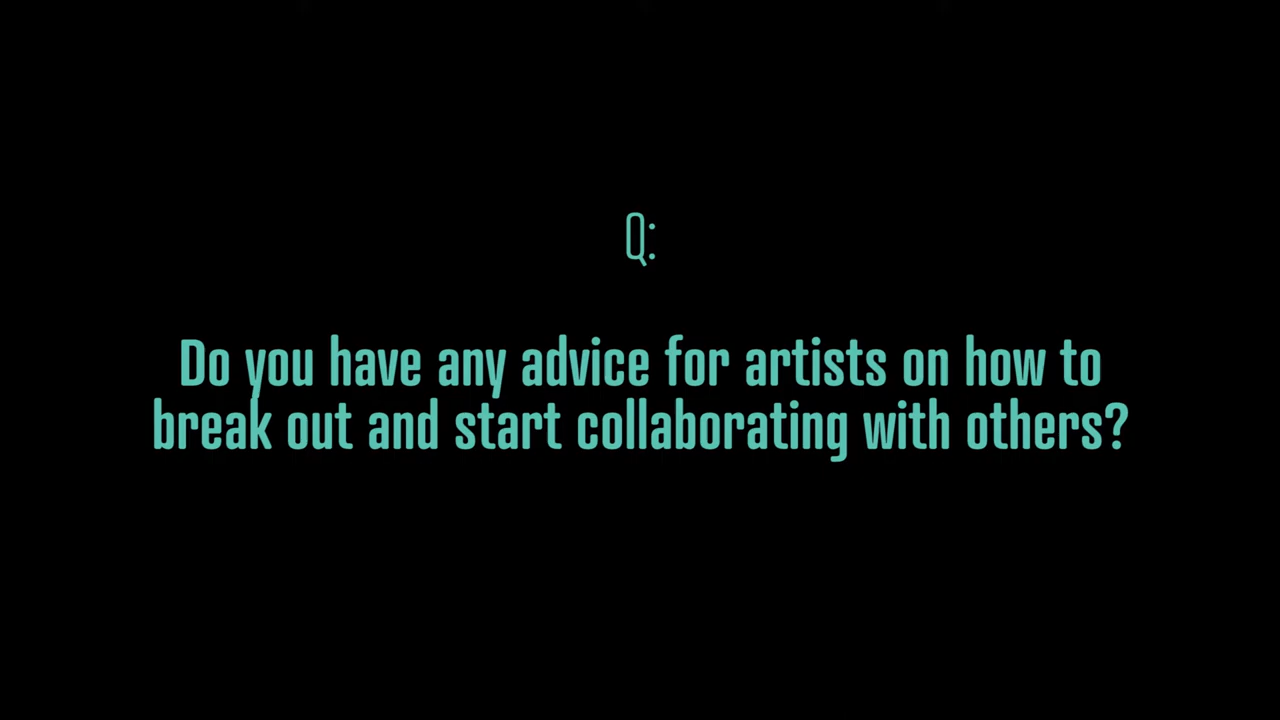 Q:
Do you have any advice for artists on how to
break out and start collaborating with others?